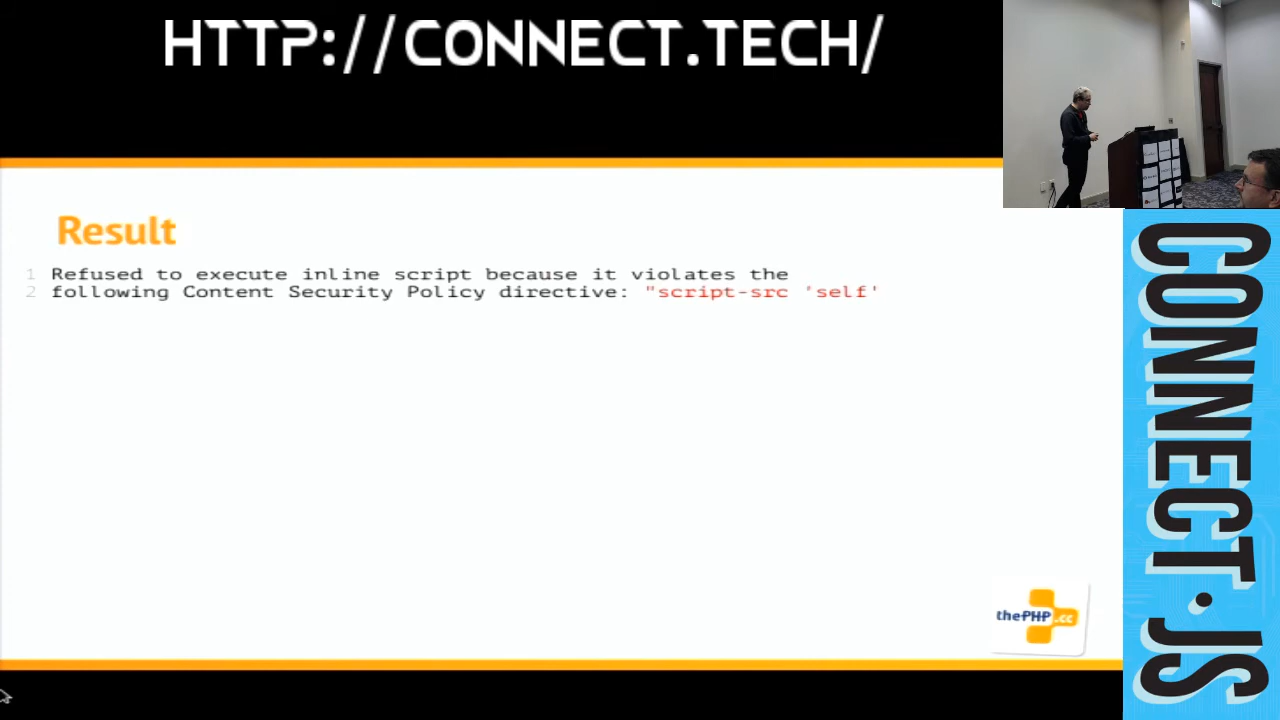 HTTP://CONNECT.TECH/
Result
1 Refused to execute inline script because it violates the
2 following Content Security Policy directive: "script-src 'self'
thePHP.cc
CONNECT·JS